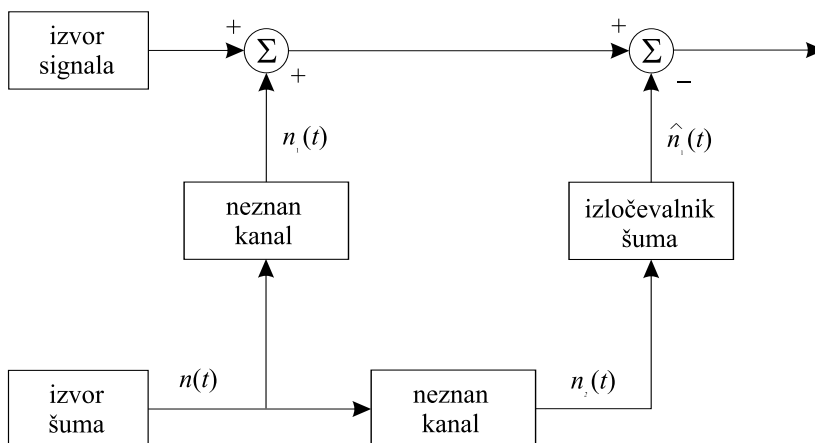 izvor
signala
+
Σ
+
+
Σ
−
n₁(t)
n̂₁(t)
neznan
kanal
izločevalnik
šuma
izvor
šuma
n(t)
neznan
kanal
n₂(t)